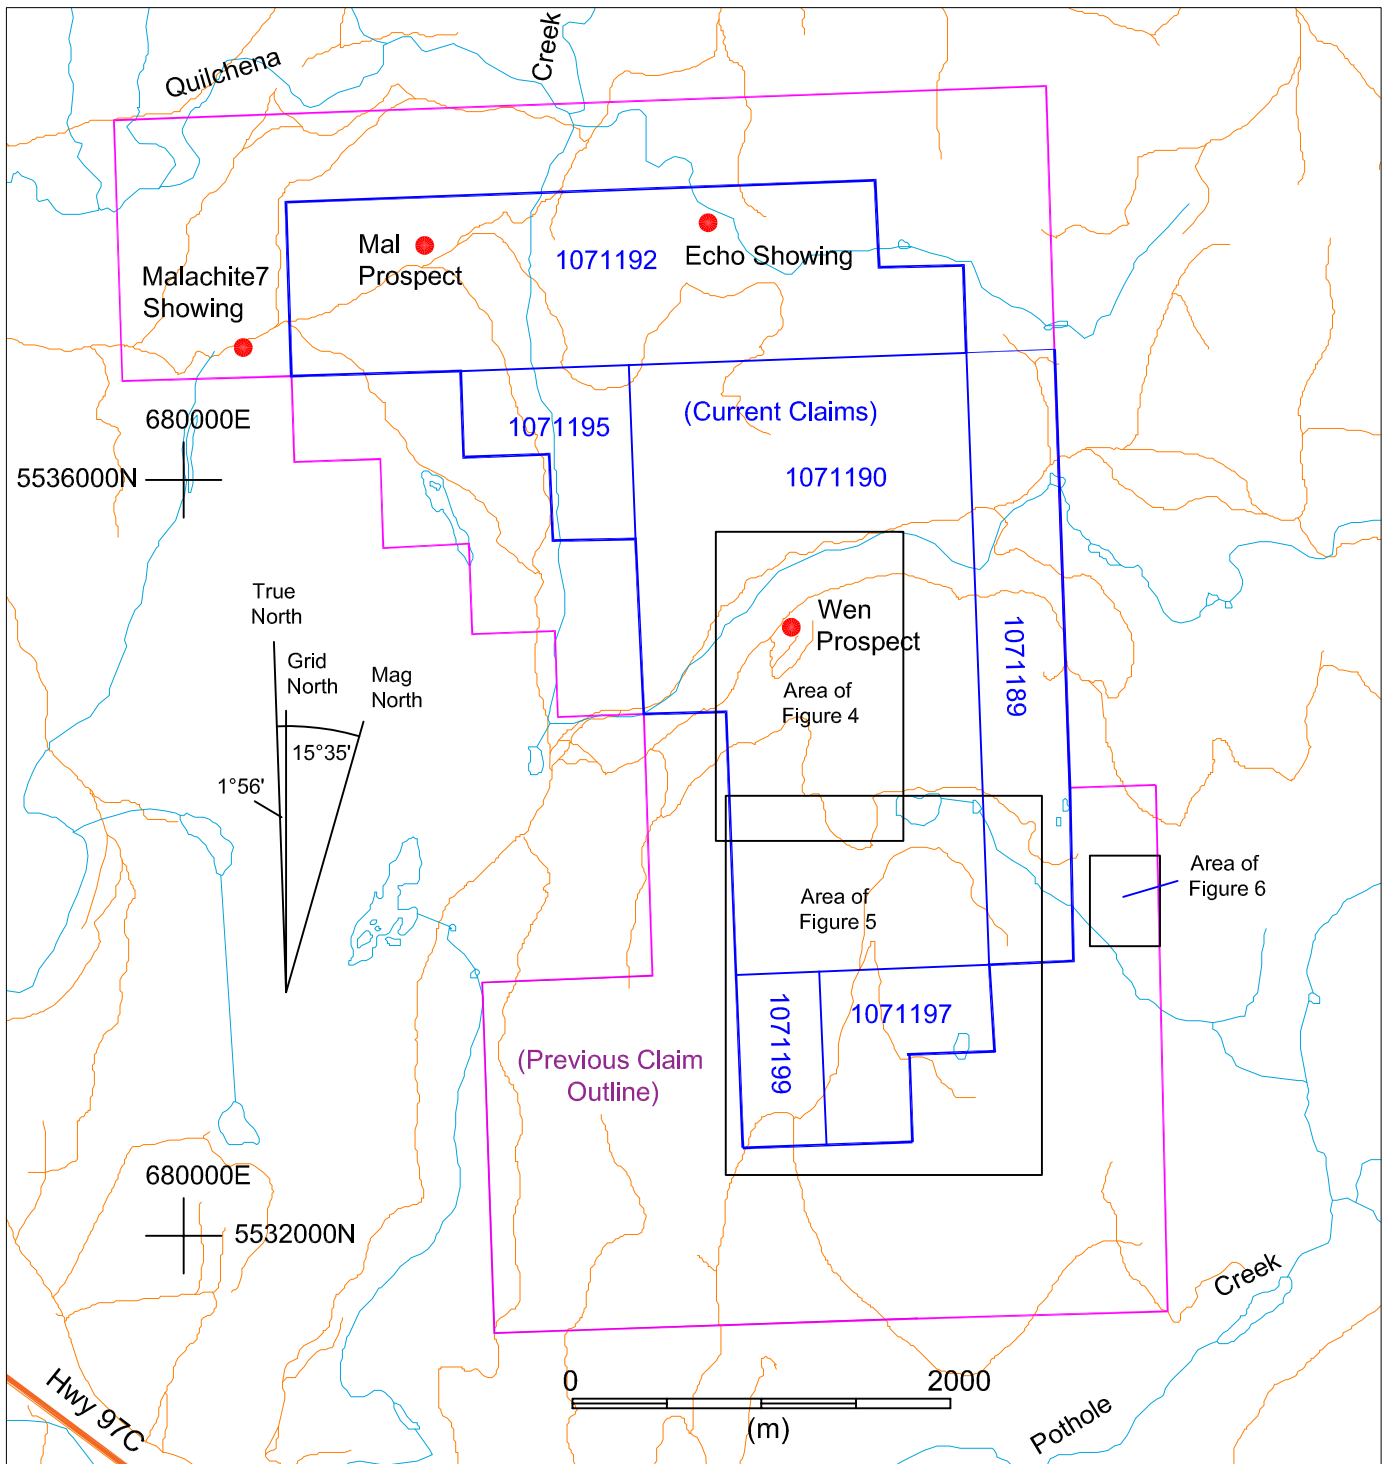 Creek
Quilchena
Mal
Prospect
1071192
Echo Showing
Malachite7
Showing
680000E
5536000N
1071195
(Current Claims)
1071190
True
North
Grid
North
Mag
North
15°35'
1°56'
Wen
Prospect
1071189
Area of
Figure 4
Area of
Figure 5
Area of
Figure 6
1071199
1071197
(Previous Claim
Outline)
680000E
5532000N
Creek
Hwy 97C
0
2000
(m)
Pothole